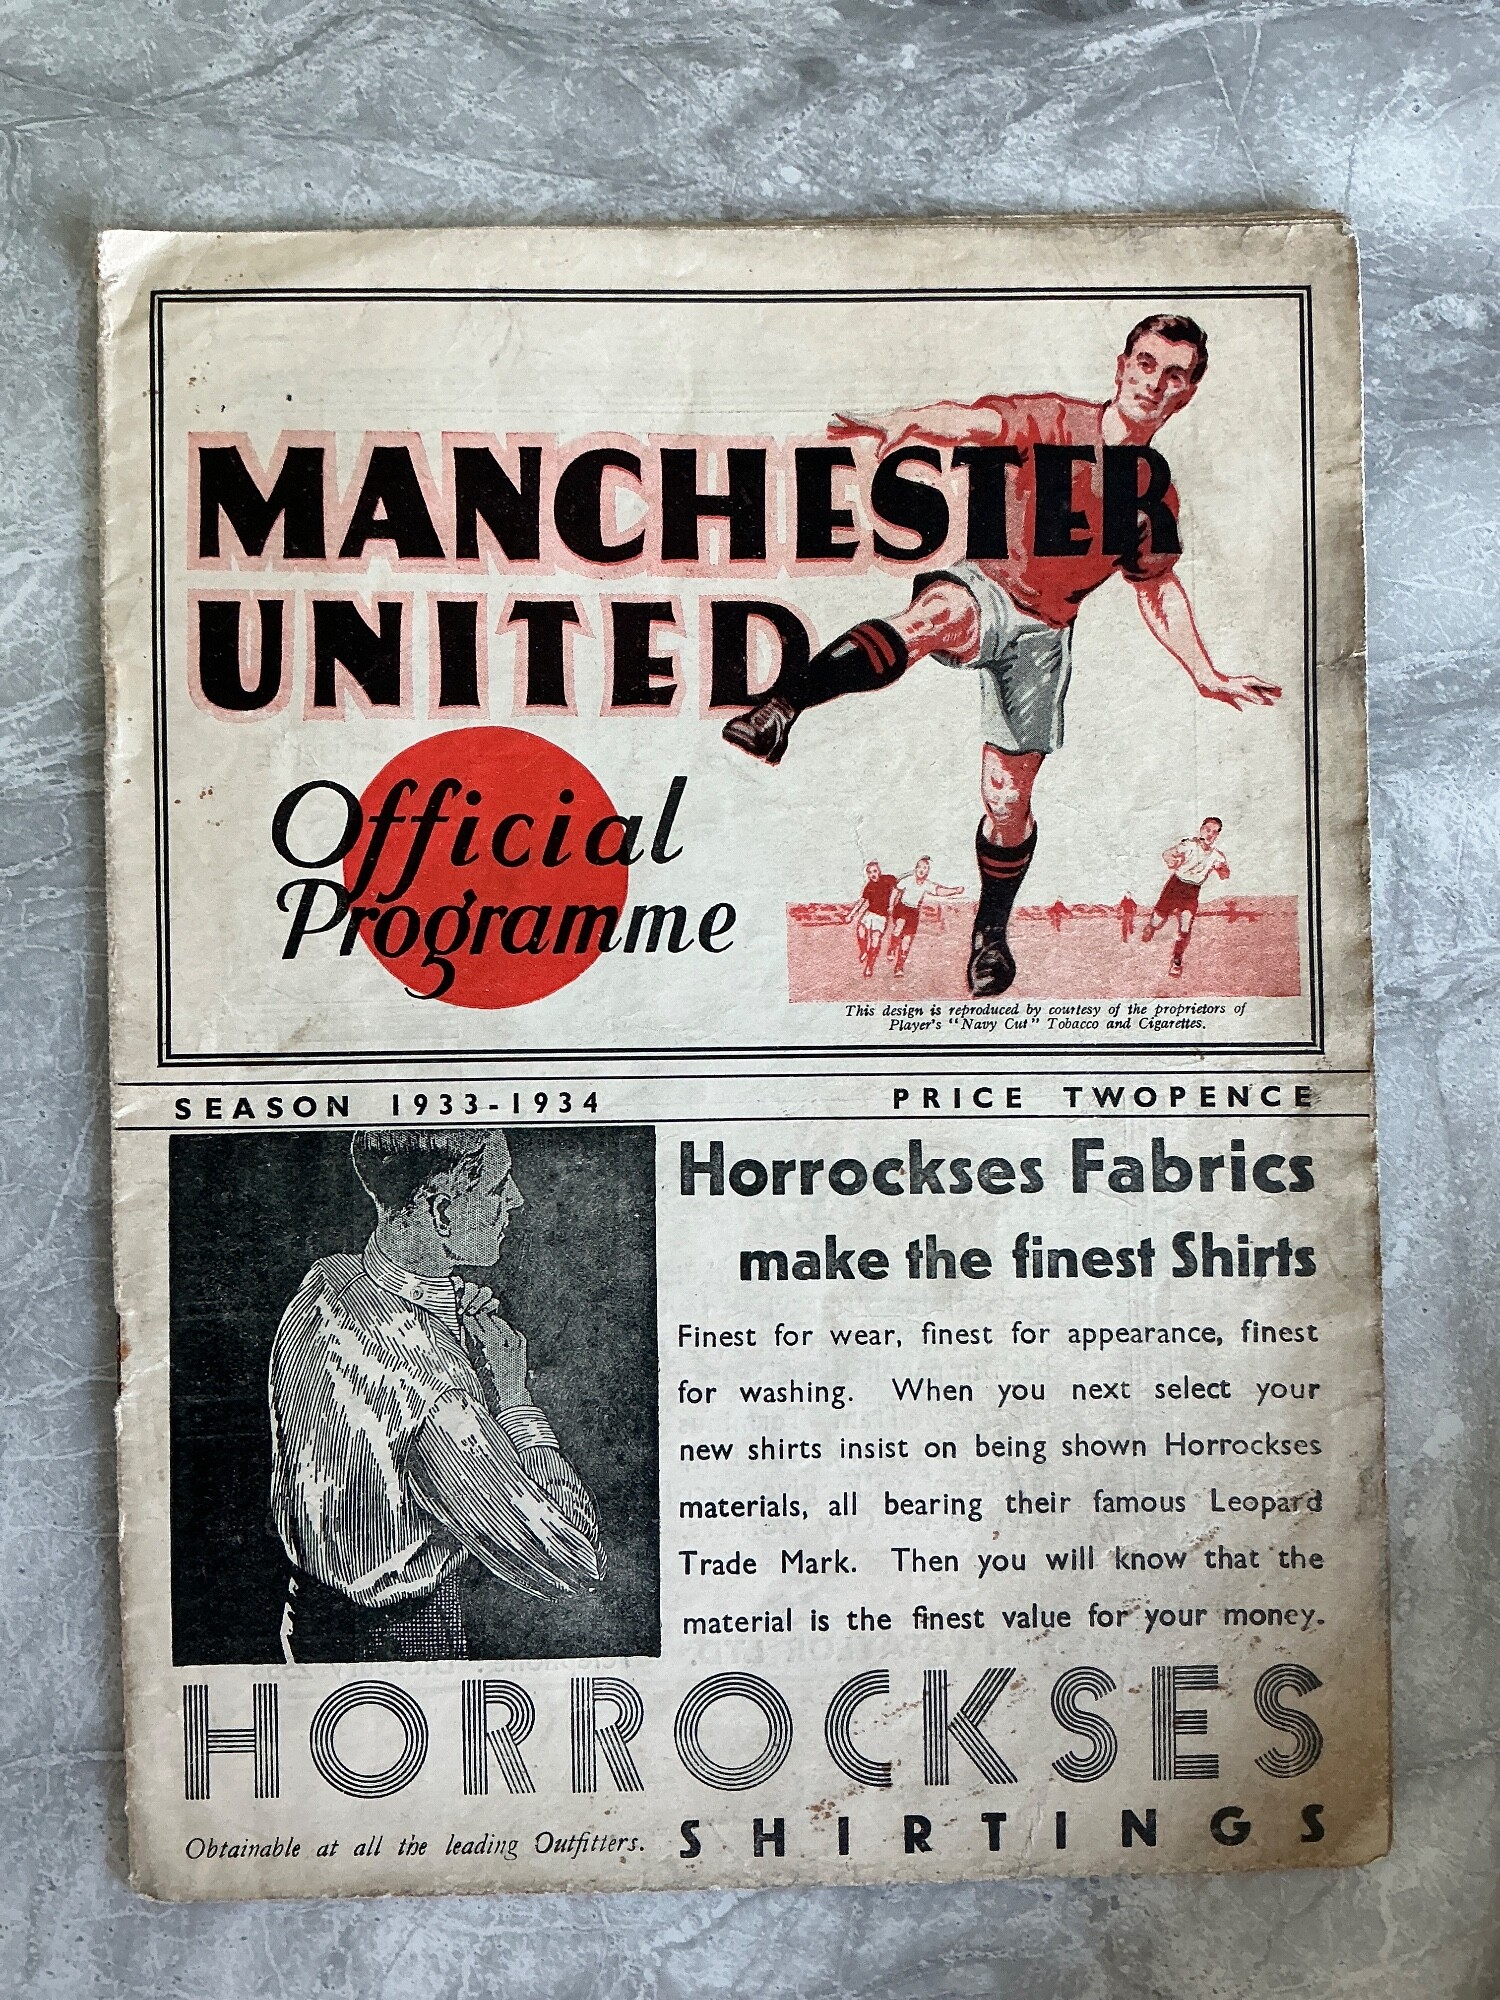 MANCHESTER
UNITED
Official
Programme
This design is reproduced by courtesy of the proprietors of
Player's "Navy Cut" Tobacco and Cigarettes.
SEASON 1933-1934 PRICE TWOPENCE
Horrockses Fabrics
make the finest Shirts
Finest for wear, finest for appearance, finest
for washing. When you next select your
new shirts insist on being shown Horrockses
materials, all bearing their famous Leopard
Trade Mark. Then you will know that the
material is the finest value for your money.
HORROCKSES
Obtainable at all the leading Outfitters. SHIRTINGS